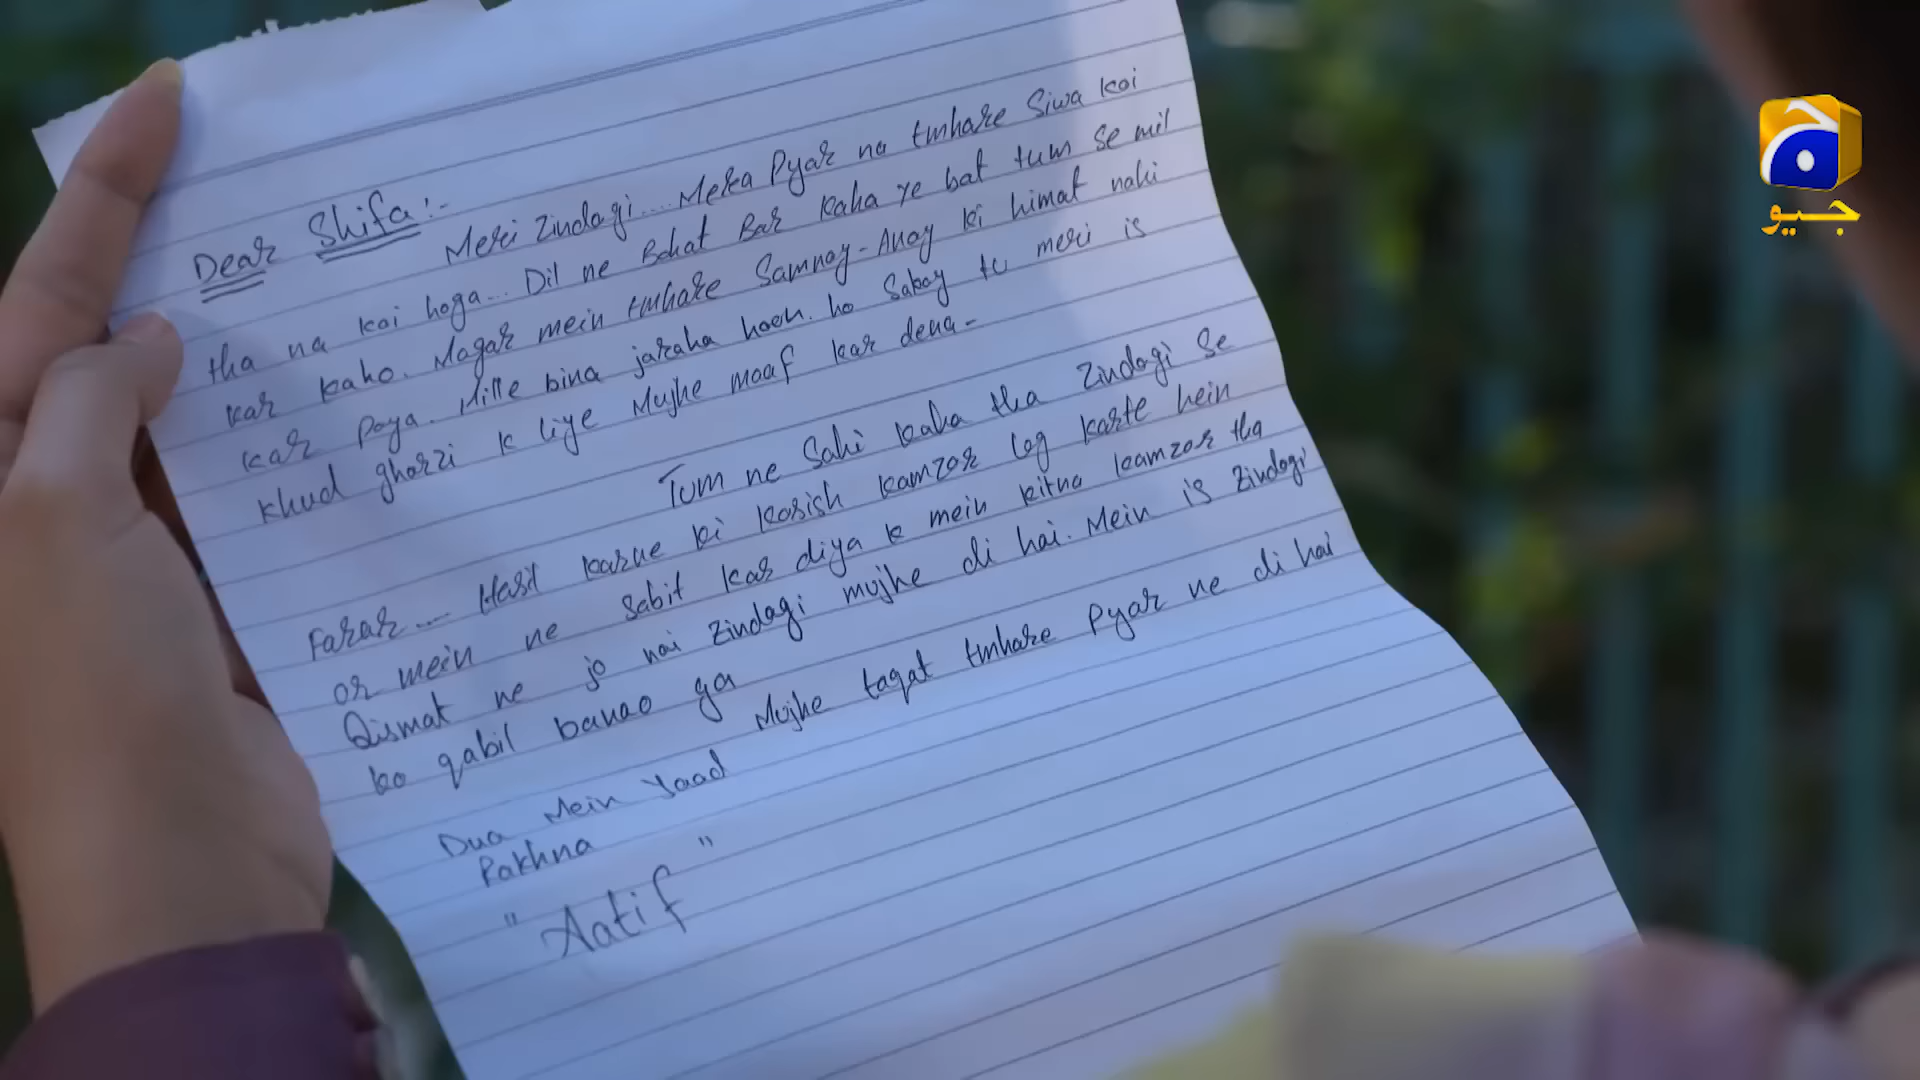 Dear Shifa:-
Meri Zindagi.... Mera Pyar na tmhare Siwa koi
tha na koi hoga... Dil ne Bohat Bar kaha ye bat tum se mil
kar kaho. Magar mein tmhare Samnay-Anay ki himat nahi
kar paya. Mille bina jaraha hoen. ho Sakay tu meri is
khud gharzi k liye Mujhe maaf kar dena-
Tum ne Sahi kaha tha Zindagi Se
Farar.... Hasil karne ki kosish kamzor log karte hein
or mein ne Sabit kar diya k mein kitna kamzor tha
Qismat ne jo nai Zindagi mujhe di hai. Mein is Zindagi
ko qabil banao ga Mujhe taqat tmhare Pyar ne di hai
Dua Mein Yaad
Rakhna
" Aatif "
جیو